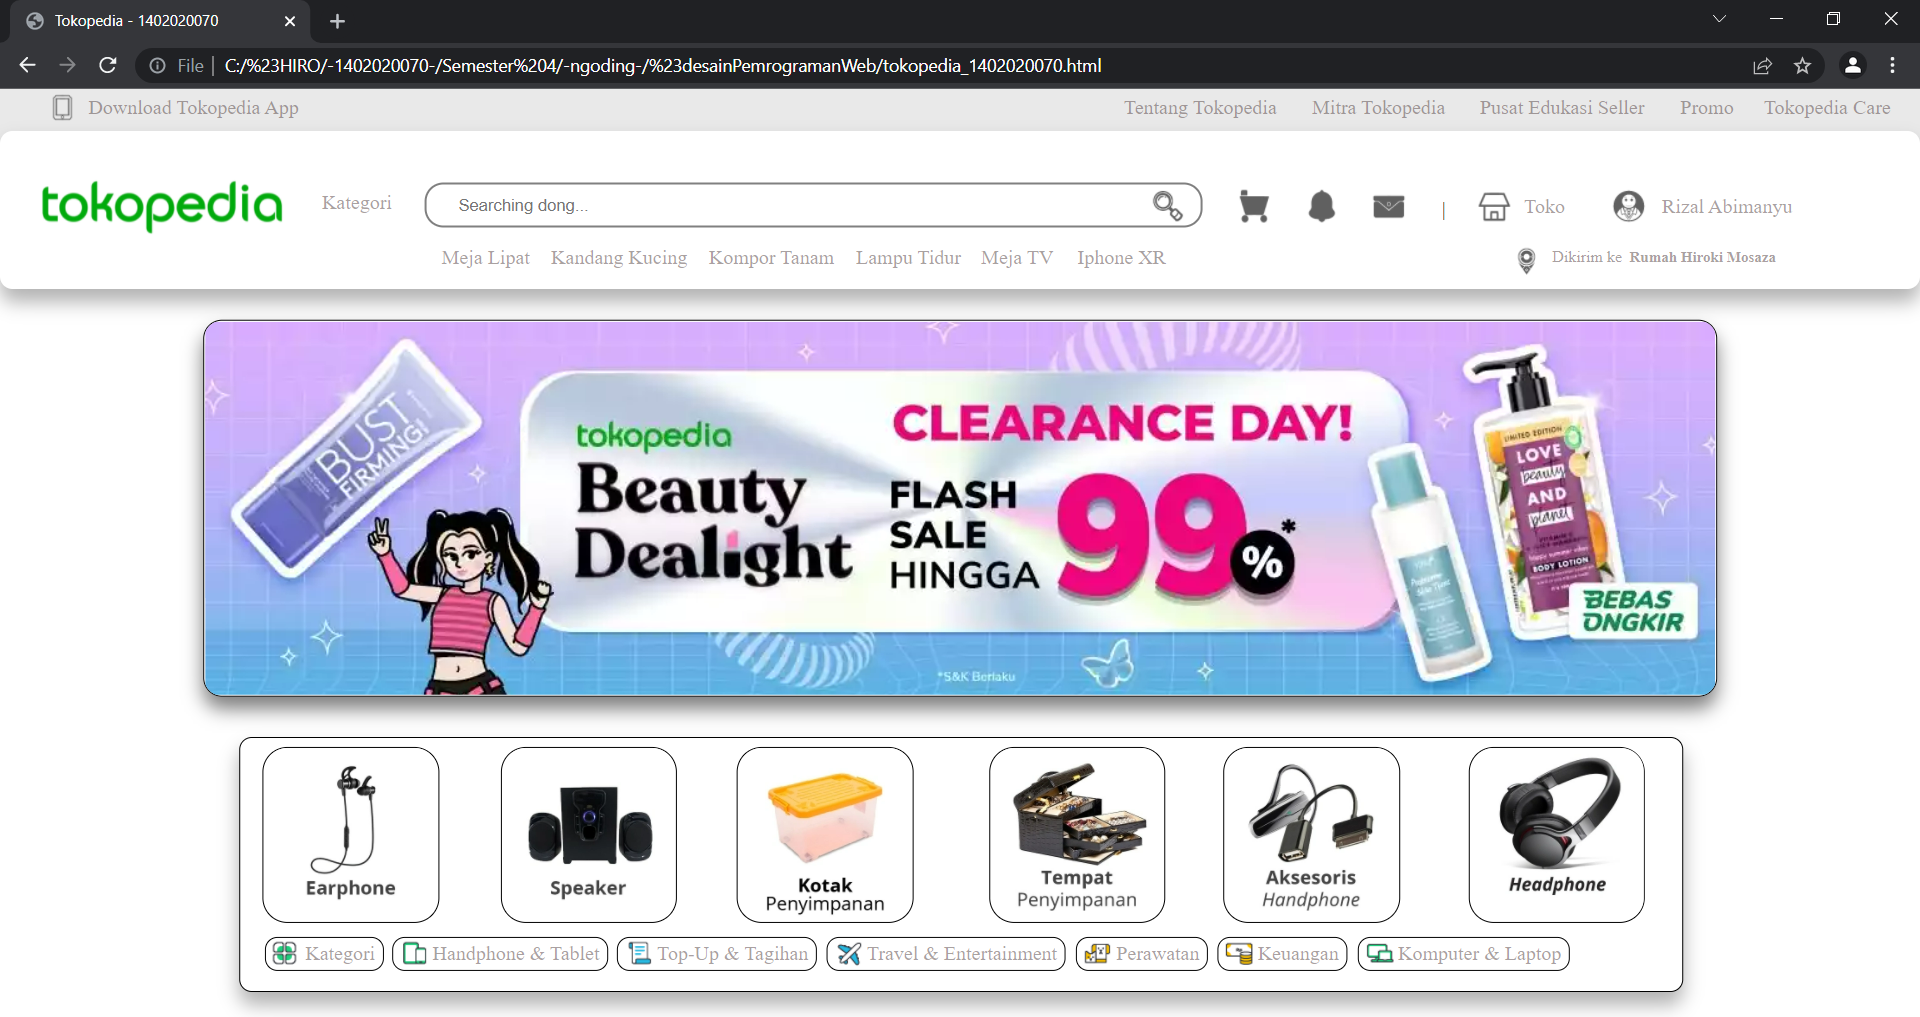 Tokopedia - 1402020070
File | C:/%23HIRO/-1402020070-/Semester%204/-ngoding-/%23desainPemrogramanWeb/tokopedia_1402020070.html
Download Tokopedia App Tentang Tokopedia Mitra Tokopedia Pusat Edukasi Seller Promo Tokopedia Care
tokopedia Kategori Searching dong... | Toko Rizal Abimanyu
Meja Lipat Kandang Kucing Kompor Tanam Lampu Tidur Meja TV Iphone XR Dikirim ke Rumah Hiroki Mosaza
BUST
FIRMING!
tokopedia
Beauty
Dealight
CLEARANCE DAY!
FLASH
SALE
HINGGA
99%*
LIMITED EDITION
LOVE
beauty
AND
planet
BODY LOTION
BEBAS
ONGKIR
*S&K Berlaku
Earphone
Speaker
Kotak
Penyimpanan
Tempat
Penyimpanan
Aksesoris
Handphone
Headphone
Kategori Handphone & Tablet Top-Up & Tagihan Travel & Entertainment Perawatan Keuangan Komputer & Laptop